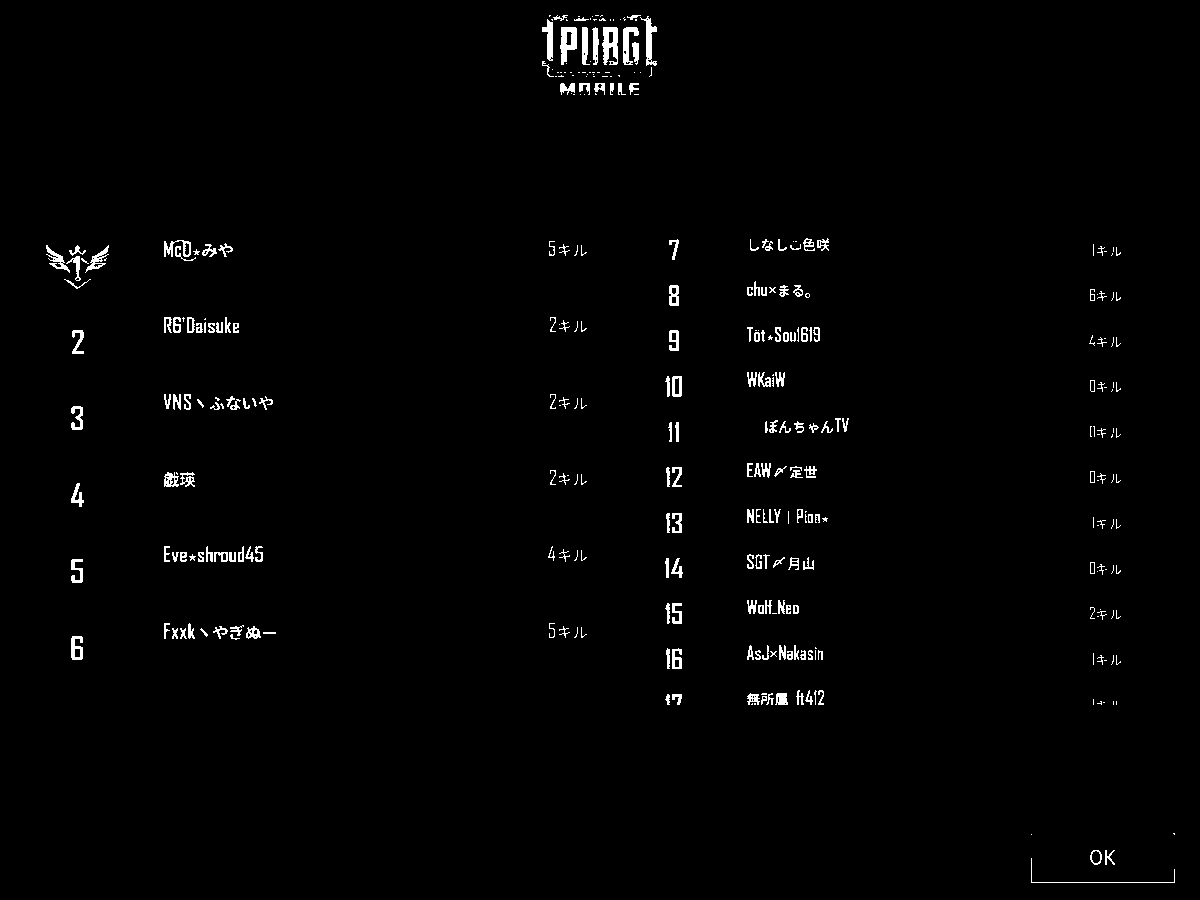 PUBG
MOBILE
McD⋆みや 5キル
2 R6'Daisuke 2キル
3 VNSヽふないや 2キル
4 戯瑛 2キル
5 Eve⋆shroud45 4キル
6 Fxxkヽやぎぬー 5キル
7 しなしこ色咲 1キル
8 chu×まる。 6キル
9 Töt⋆Soul619 4キル
10 WKaiW 0キル
11 ぽんちゃんTV 0キル
12 EAW〆定世 0キル
13 NELLY | Pion⋆ 1キル
14 SGT〆月山 0キル
15 Wolf_Neo 2キル
16 AsJ×Nakasin 1キル
17 無所属 ft412
OK